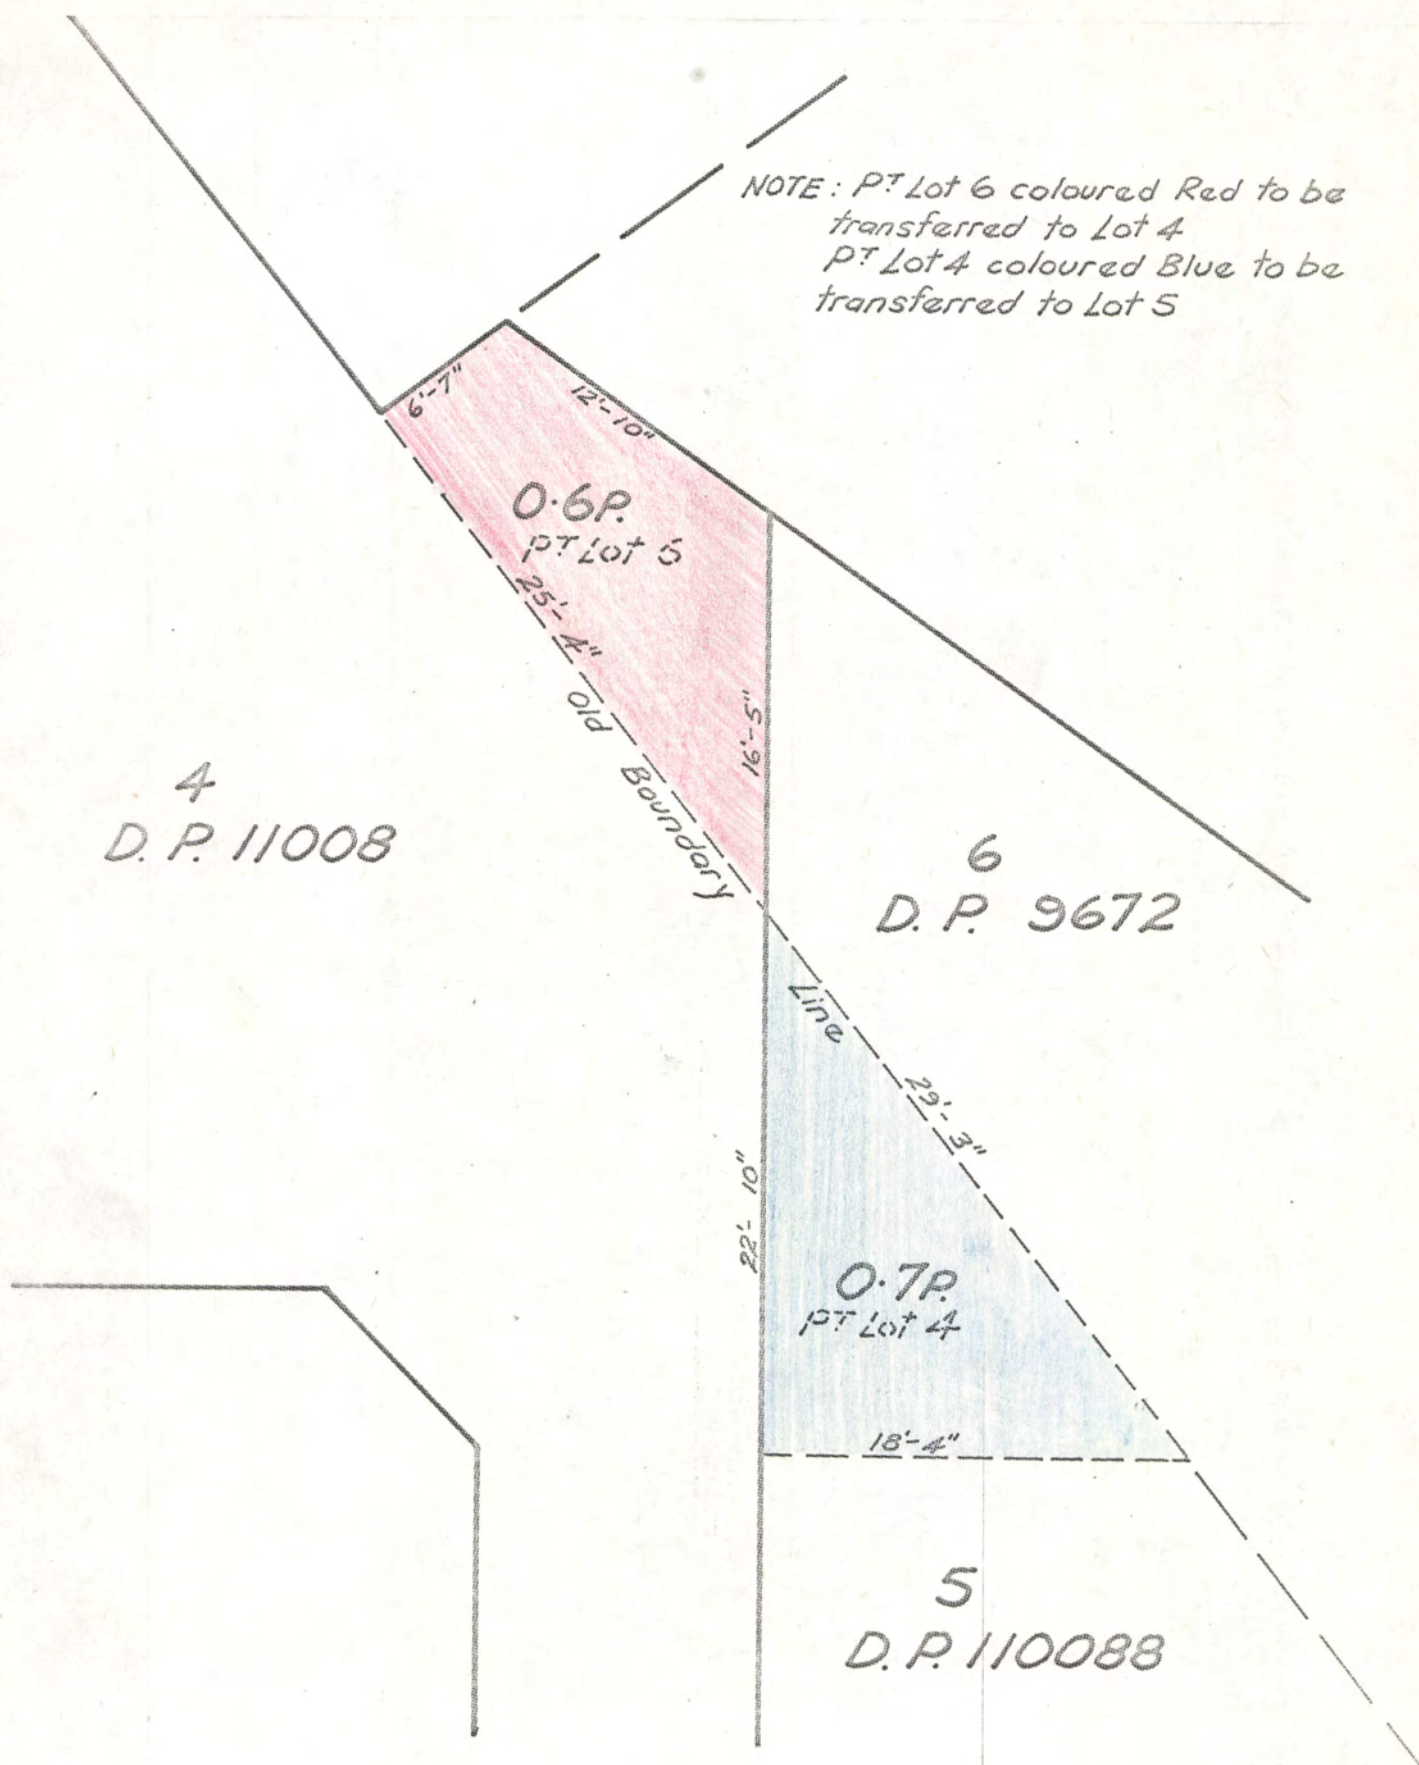 NOTE: PT Lot 6 coloured Red to be
transferred to Lot 4
PT Lot 4 coloured Blue to be
transferred to Lot 5
6'-7"
12'-10"
0·6P.
PT Lot 6
25'-4"
16'-5"
Old Boundary Line
4
D. P. 11008
6
D. P. 9672
29'-3"
22'-10"
0·7P.
PT Lot 4
18'-4"
5
D. P. 110088